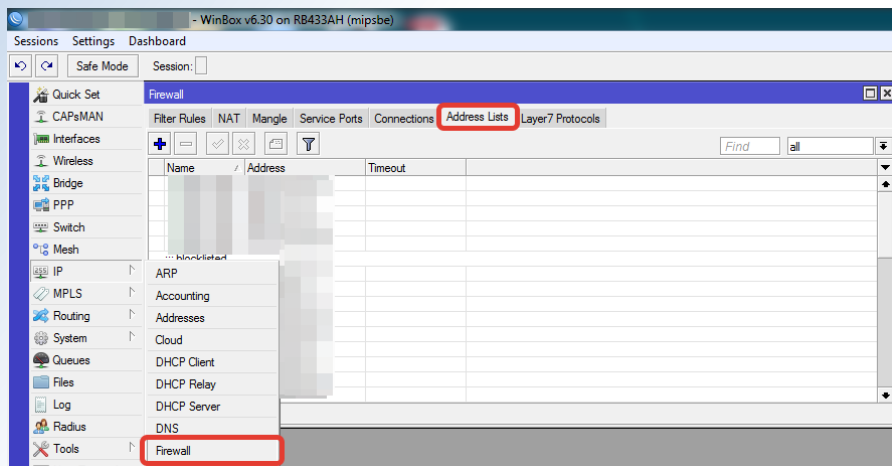 - WinBox v6.30 on RB433AH (mipsbe)
Sessions Settings Dashboard
Safe Mode Session:
Quick Set
CAPsMAN
Interfaces
Wireless
Bridge
PPP
Switch
Mesh
IP
MPLS
Routing
System
Queues
Files
Log
Radius
Tools
Firewall
Filter Rules NAT Mangle Service Ports Connections Address Lists Layer7 Protocols
Find all
Name Address Timeout
::: blocklisted
ARP
Accounting
Addresses
Cloud
DHCP Client
DHCP Relay
DHCP Server
DNS
Firewall